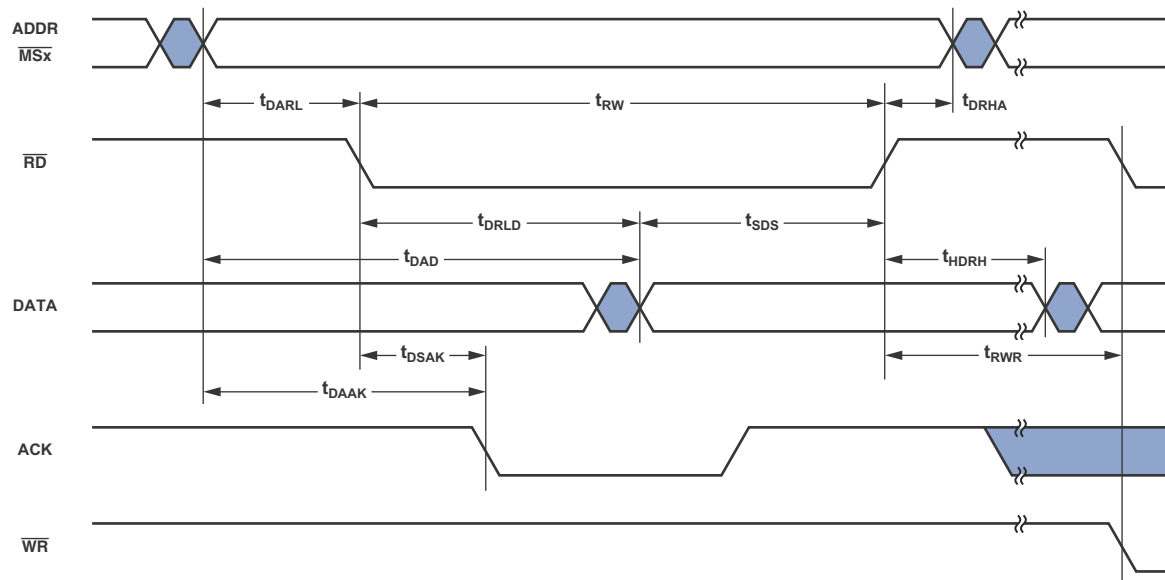 ADDR
MSx
tDARL
tRW
tDRHA
RD
tDRLD
tSDS
tDAD
tHDRH
DATA
tDSAK
tRWR
tDAAK
ACK
WR